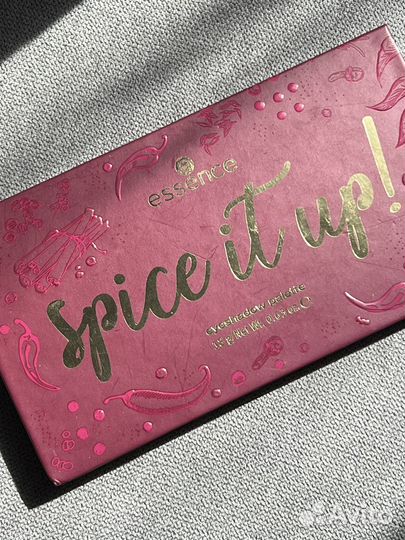 essence
spice it up!
eyeshadow palette
Avito